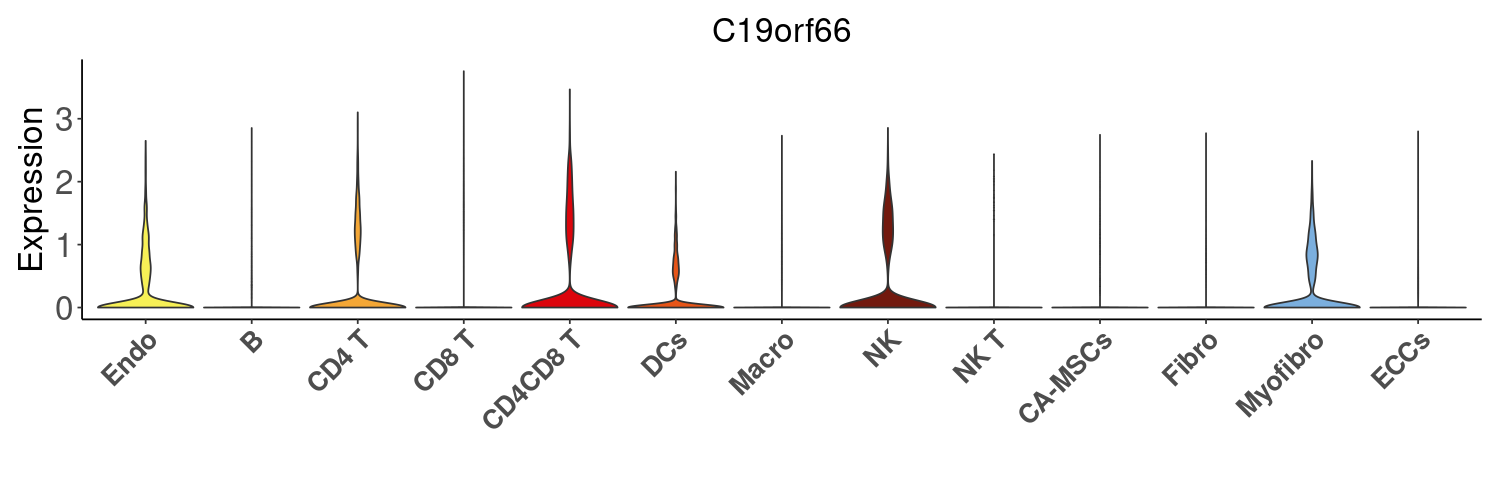 C19orf66
Expression
3
2
1
0
Endo
B
CD4 T
CD8 T
CD4CD8 T
DCs
Macro
NK
NK T
CA-MSCs
Fibro
Myofibro
ECCs